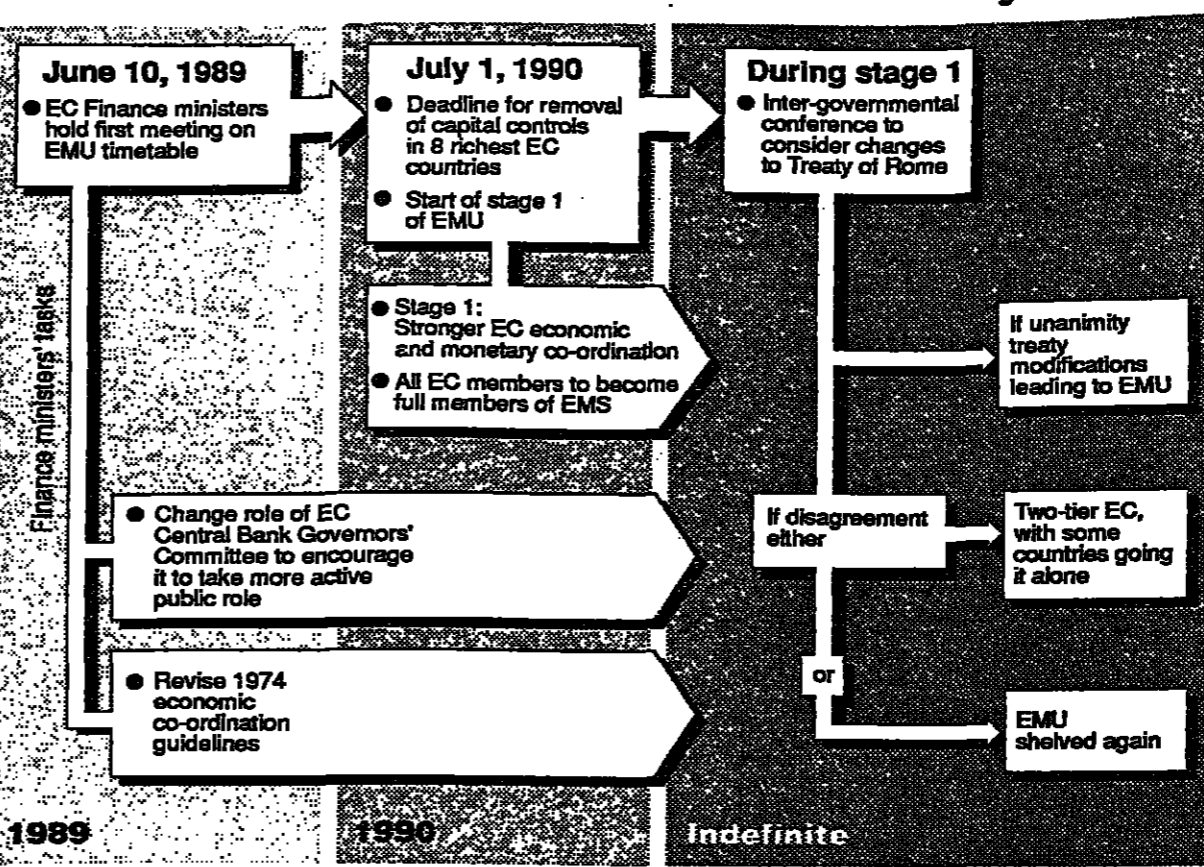 June 10, 1989
● EC Finance ministers
hold first meeting on
EMU timetable
July 1, 1990
● Deadline for removal
of capital controls
in 8 richest EC
countries
● Start of stage 1
of EMU
During stage 1
● Inter-governmental
conference to
consider changes
to Treaty of Rome
● Stage 1:
Stronger EC economic
and monetary co-ordination
● All EC members to become
full members of EMS
If unanimity
treaty
modifications
leading to EMU
Finance ministers' tasks
● Change role of EC
Central Bank Governors'
Committee to encourage
it to take more active
public role
If disagreement
either
Two-tier EC,
with some
countries going
it alone
● Revise 1974
economic
co-ordination
guidelines
or
EMU
shelved again
1989
1990
Indefinite